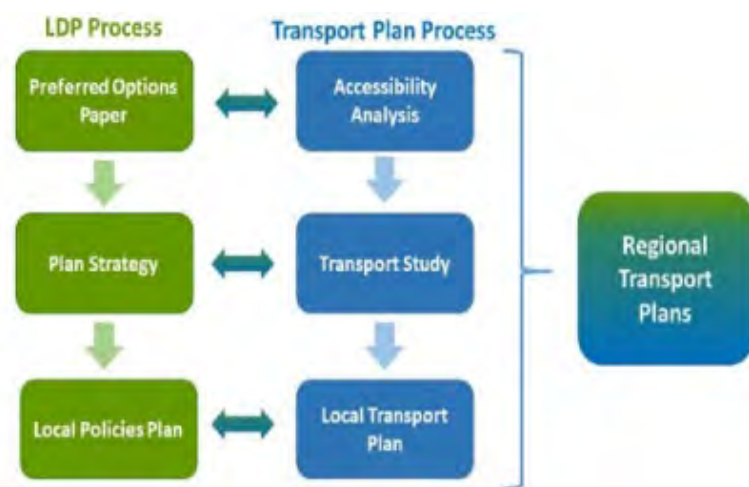 LDP Process
Transport Plan Process
Preferred Options
Paper
Accessibility
Analysis
Plan Strategy
Transport Study
Regional
Transport
Plans
Local Policies Plan
Local Transport
Plan